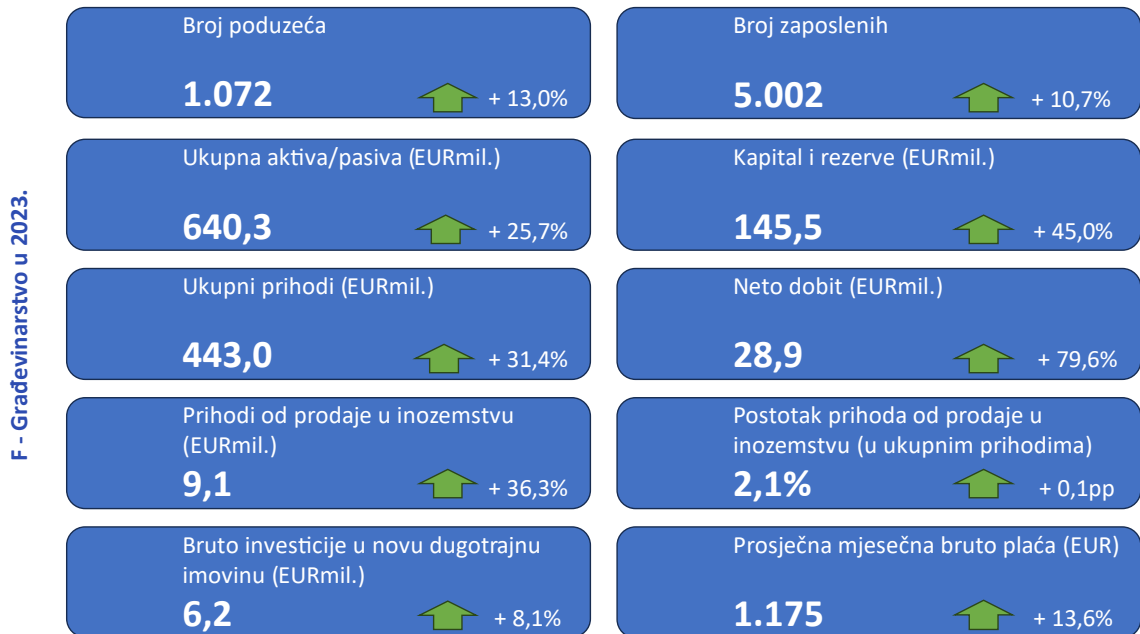 F - Građevinarstvo u 2023.
Broj poduzeća
1.072
+ 13,0%
Broj zaposlenih
5.002
+ 10,7%
Ukupna aktiva/pasiva (EURmil.)
640,3
+ 25,7%
Kapital i rezerve (EURmil.)
145,5
+ 45,0%
Ukupni prihodi (EURmil.)
443,0
+ 31,4%
Neto dobit (EURmil.)
28,9
+ 79,6%
Prihodi od prodaje u inozemstvu
(EURmil.)
9,1
+ 36,3%
Postotak prihoda od prodaje u
inozemstvu (u ukupnim prihodima)
2,1%
+ 0,1pp
Bruto investicije u novu dugotrajnu
imovinu (EURmil.)
6,2
+ 8,1%
Prosječna mjesečna bruto plaća (EUR)
1.175
+ 13,6%